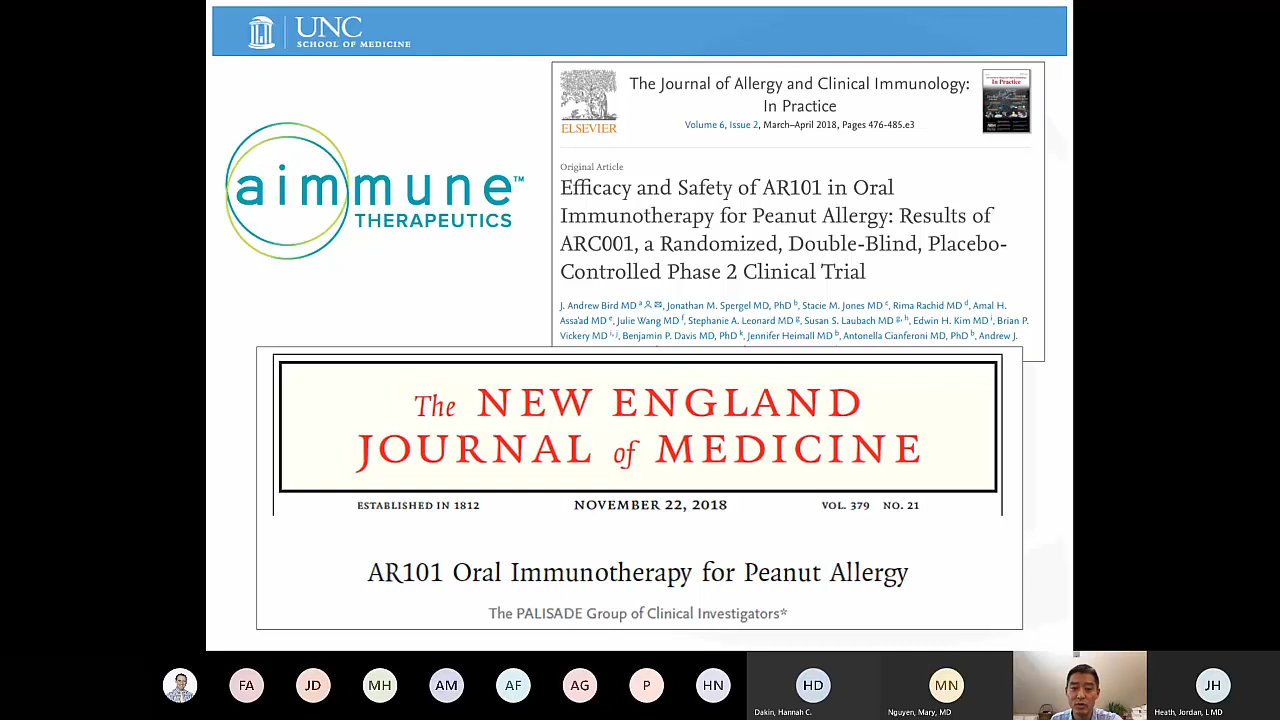 UNC
SCHOOL OF MEDICINE
aimmune™
THERAPEUTICS
ELSEVIER
The Journal of Allergy and Clinical Immunology:
In Practice
Volume 6, Issue 2, March–April 2018, Pages 476-485.e3
In Practice
Original Article
Efficacy and Safety of AR101 in Oral
Immunotherapy for Peanut Allergy: Results of
ARC001, a Randomized, Double-Blind, Placebo-
Controlled Phase 2 Clinical Trial
J. Andrew Bird MD a, Jonathan M. Spergel MD, PhD b, Stacie M. Jones MD c, Rima Rachid MD d, Amal H.
Assa'ad MD e, Julie Wang MD f, Stephanie A. Leonard MD g, Susan S. Laubach MD g, h, Edwin H. Kim MD i, Brian P.
Vickery MD i, j, Benjamin P. Davis MD, PhD k, Jennifer Heimall MD b, Antonella Cianferoni MD, PhD b, Andrew J.
The NEW ENGLAND
JOURNAL of MEDICINE
ESTABLISHED IN 1812 NOVEMBER 22, 2018 VOL. 379 NO. 21
AR101 Oral Immunotherapy for Peanut Allergy
The PALISADE Group of Clinical Investigators*
FA JD MH AM AF AG P HN HD MN JH
Dakin, Hannah C. Nguyen, Mary, MD Heath, Jordan, L MD